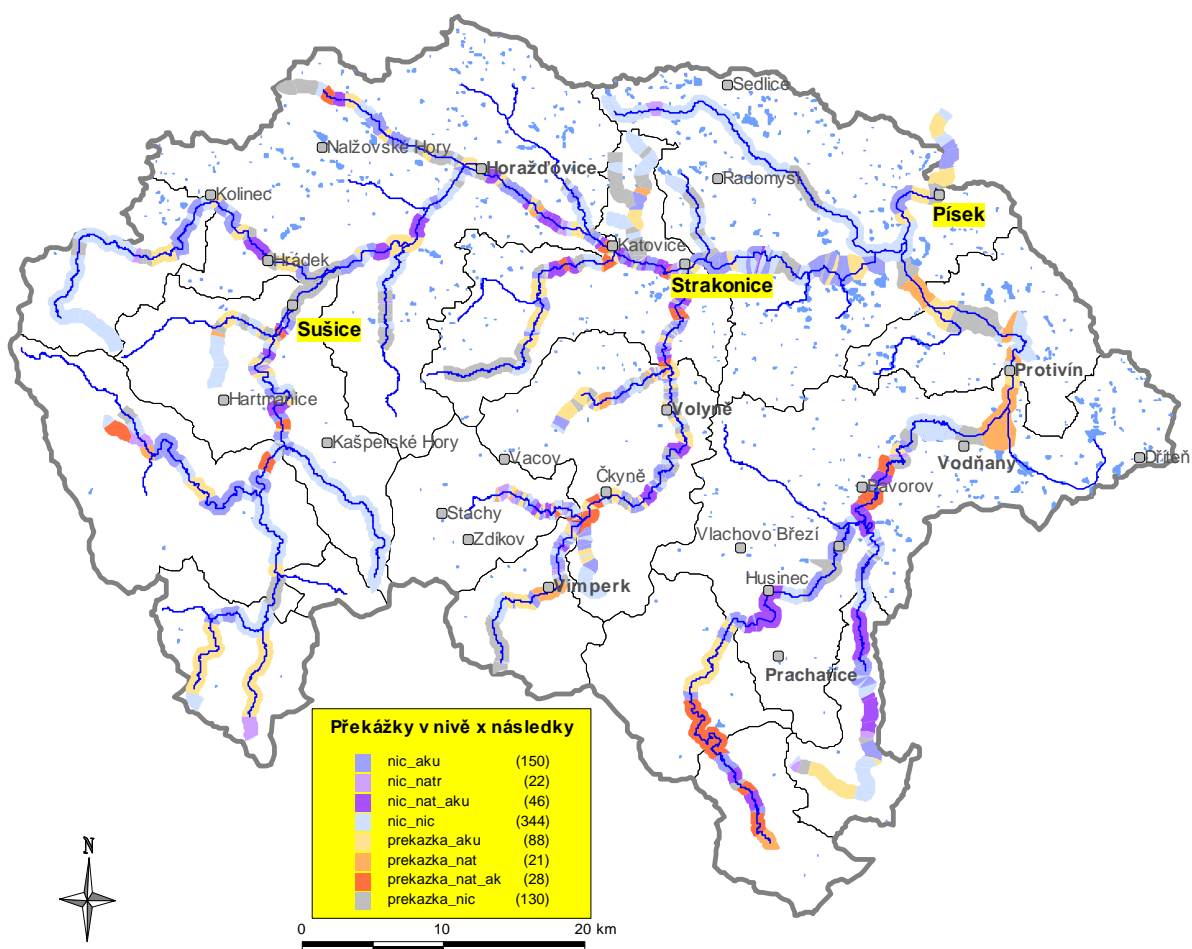 Sedlice
Nalžovské Hory
Horažďovice
Radomyšl
Kolinec
Písek
Katovice
Hrádek
Strakonice
Sušice
Protivín
Hartmanice
Volyně
Kašperské Hory
Vodňany
Dříteň
Vacov
Čkyně
Bavorov
Stachy
Zdíkov
Vlachovo Březí
Vimperk
Husinec
Prachatice
Překážky v nivě x následky
nic_aku (150)
nic_natr (22)
nic_nat_aku (46)
nic_nic (344)
prekazka_aku (88)
prekazka_nat (21)
prekazka_nat_ak (28)
prekazka_nic (130)
N
0 10 20 km